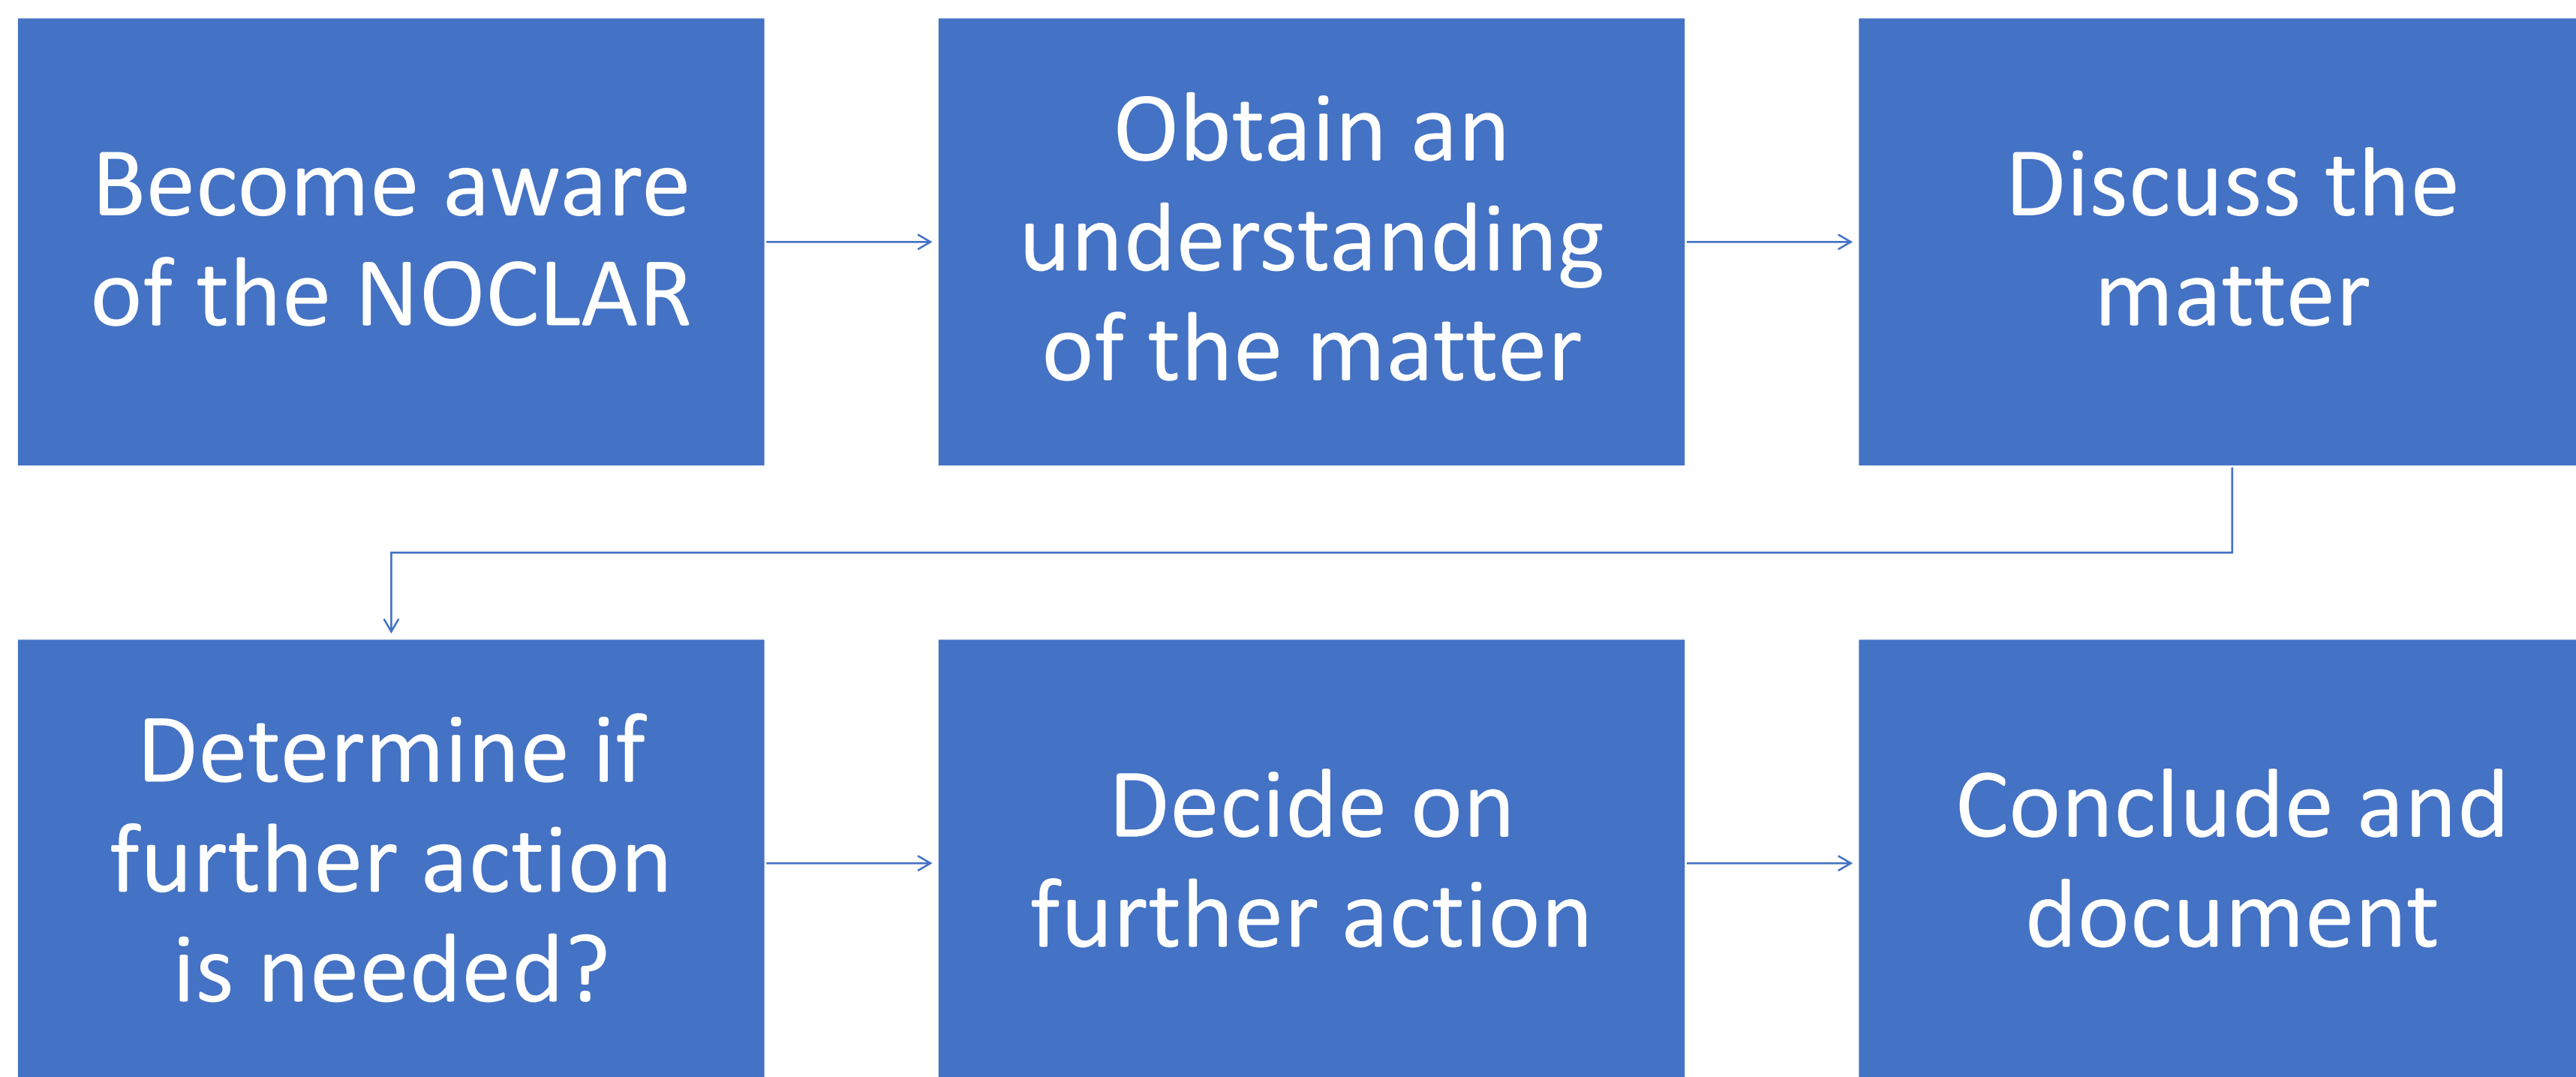 Become aware
of the NOCLAR
Obtain an
understanding
of the matter
Discuss the
matter
Determine if
further action
is needed?
Decide on
further action
Conclude and
document